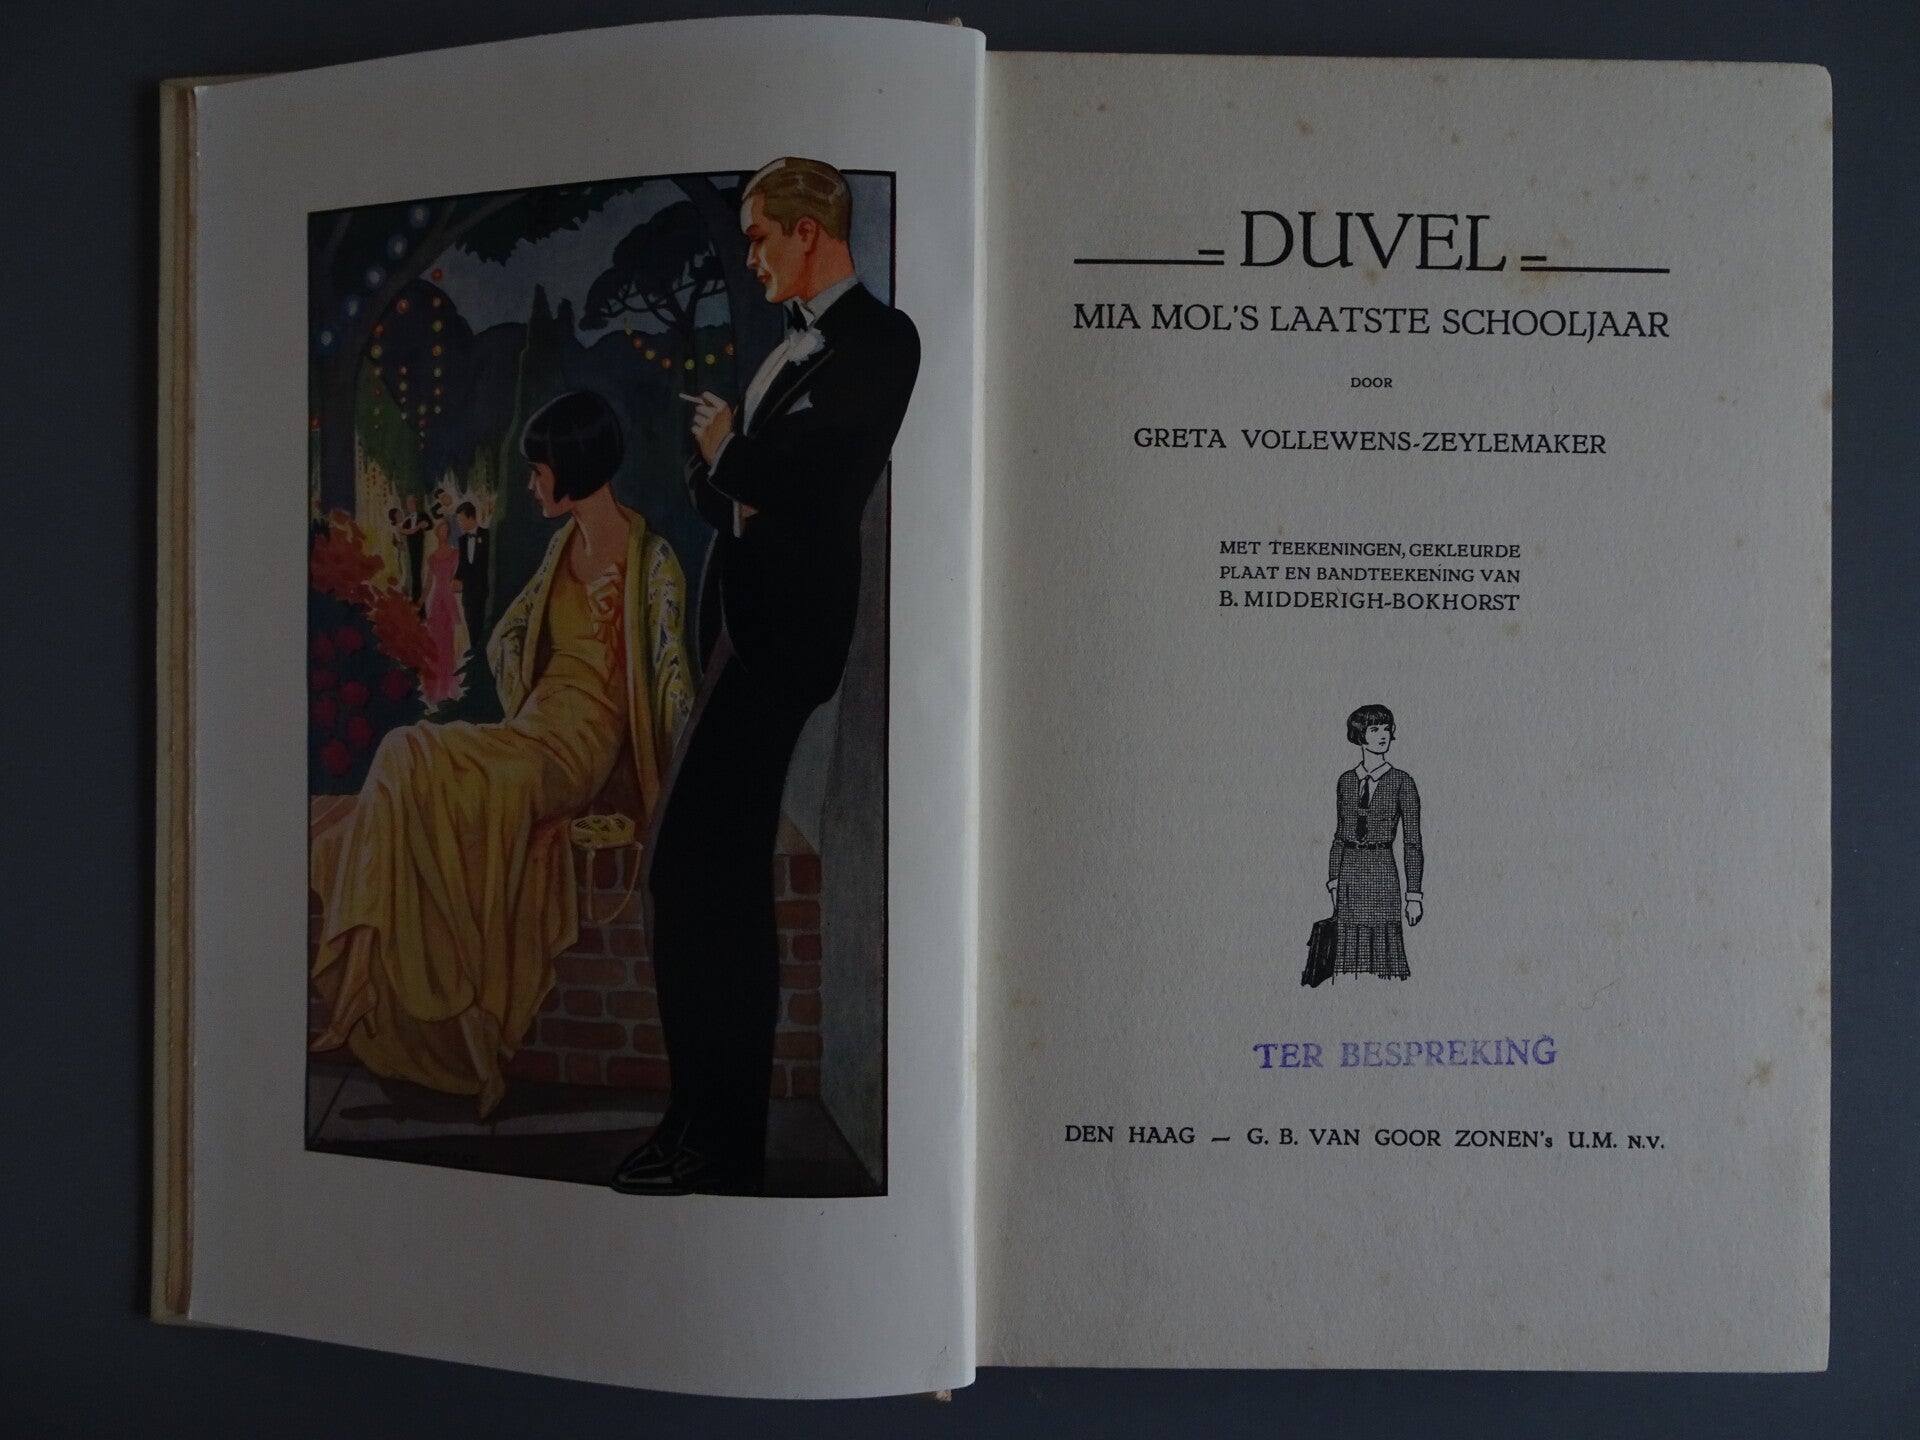 DUVEL
MIA MOL'S LAATSTE SCHOOLJAAR
DOOR
GRETA VOLLEWENS-ZEYLEMAKER
MET TEEKENINGEN, GEKLEURDE
PLAAT EN BANDTEEKENING VAN
B. MIDDERIGH-BOKHORST
TER BESPREKING
DEN HAAG — G. B. VAN GOOR ZONEN's U.M. N.V.